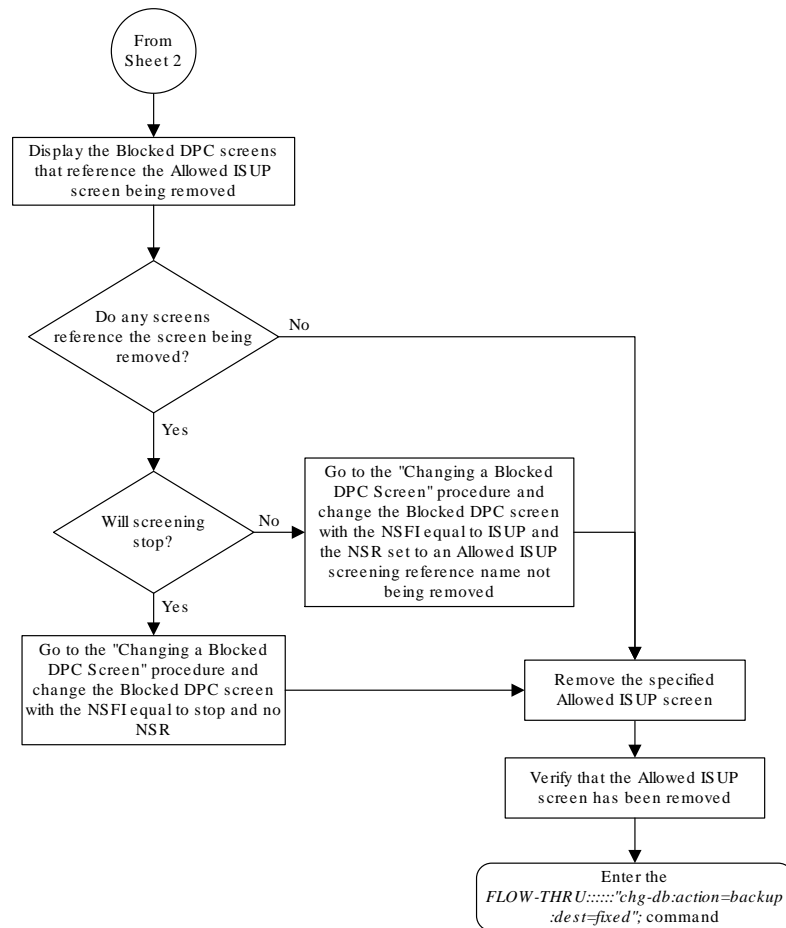 From
Sheet 2
Display the Blocked DPC screens
that reference the Allowed ISUP
screen being removed
Do any screens
reference the screen being
removed?
No
Yes
Will screening
stop?
No
Go to the "Changing a Blocked
DPC Screen" procedure and
change the Blocked DPC screen
with the NSFI equal to ISUP and
the NSR set to an Allowed ISUP
screening reference name not
being removed
Yes
Go to the "Changing a Blocked
DPC Screen" procedure and
change the Blocked DPC screen
with the NSFI equal to stop and no
NSR
Remove the specified
Allowed ISUP screen
Verify that the Allowed ISUP
screen has been removed
Enter the
FLOW-THRU::::::"chg-db:action=backup
:dest=fixed"; command